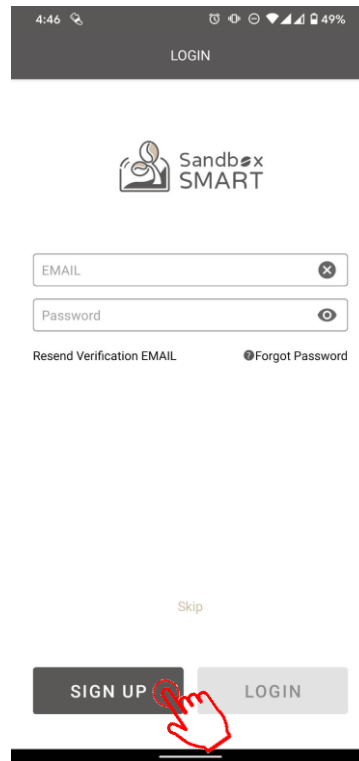 4:46 49%
LOGIN
Sandbox
SMART
EMAIL
Password
Resend Verification EMAIL ?Forgot Password
Skip
SIGN UP LOGIN